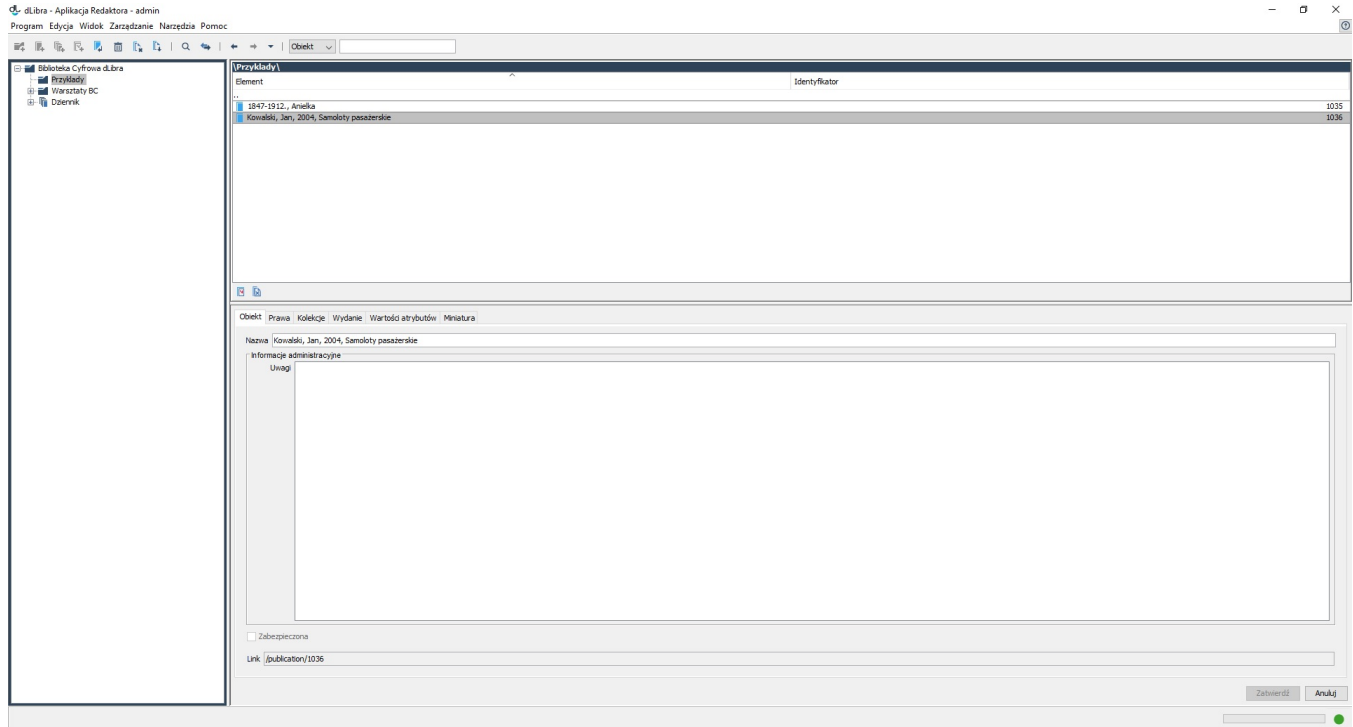 dLibra - Aplikacja Redaktora - admin
Program Edycja Widok Zarządzanie Narzędzia Pomoc
Obiekt
Biblioteka Cyfrowa dLibra
Przyklady
Warsztaty BC
Dziennik
\Przyklady\
Element Identyfikator
..
1847-1912., Anielka 1035
Kowalski, Jan, 2004, Samoloty pasażerskie 1036
Obiekt Prawa Kolekcje Wydanie Wartości atrybutów Miniatura
Nazwa Kowalski, Jan, 2004, Samoloty pasażerskie
Informacje administracyjne
Uwagi
Zabezpieczona
Link /publication/1036
Zatwierdź Anuluj